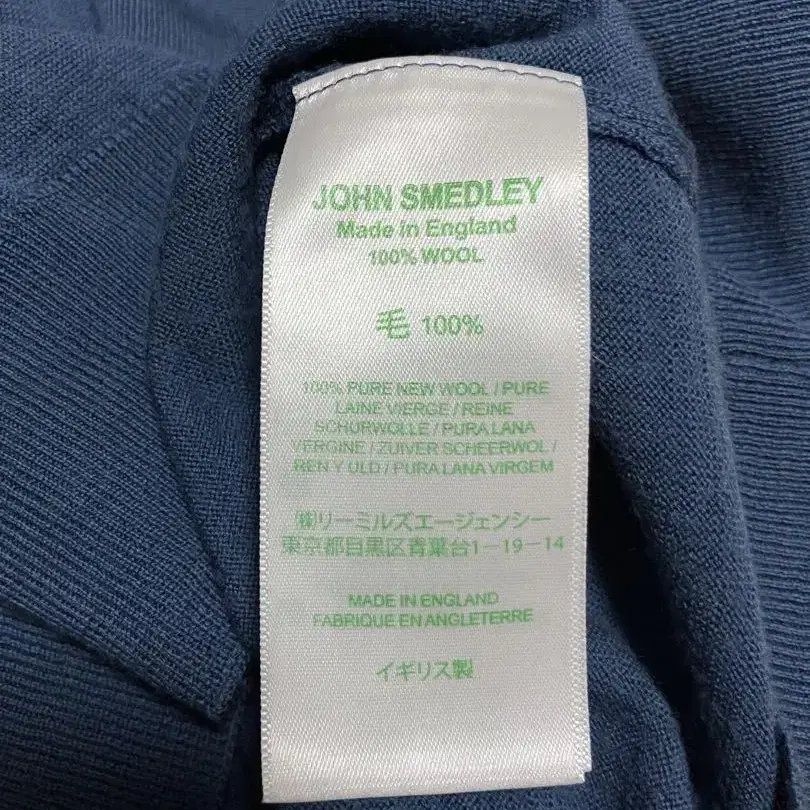 JOHN SMEDLEY
Made in England
100% WOOL
毛 100%
100% PURE NEW WOOL / PURE
LAINE VIERGE / REINE
SCHURWOLLE / PURA LANA
VERGINE / ZUIVER SCHEERWOL /
REN Y ULD / PURA LANA VIRGEM
㈱リーミルズエージェンシー
東京都目黒区青葉台1-19-14
MADE IN ENGLAND
FABRIQUE EN ANGLETERRE
イギリス製